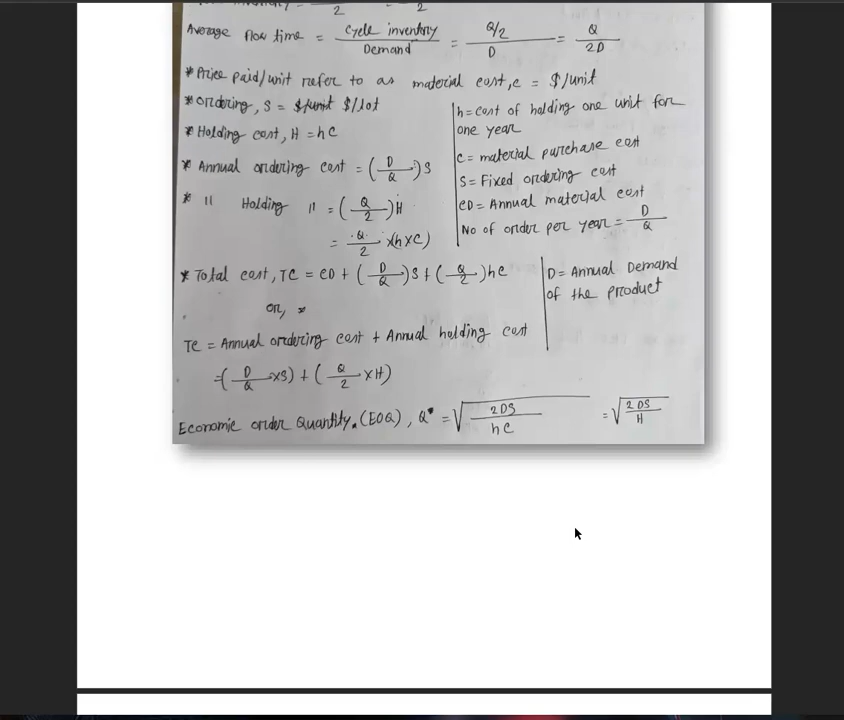 2 2
Average flow time = cycle inventory / Demand = Q/2 / D = Q / 2D
* Price paid/unit refer to as material cost, c = $/unit
* Ordering, S = $/unit $/lot
* Holding cost, H = hC
* Annual ordering cost = (D/Q)S
* " Holding " = (Q/2)H
= Q/2 x(h×C)
h = cost of holding one unit for
one year
C = material purchase cost
S = Fixed ordering cost
CD = Annual material cost
No of order per year = D/Q
* Total cost, TC = CD + (D/Q)S + (Q/2)hC
or,
D = Annual Demand
of the product
TC = Annual ordering cost + Annual holding cost
= (D/Q ×S) + (Q/2 ×H)
Economic order Quantity. (EOQ), Q* = √(2DS / hC) = √(2DS / H)